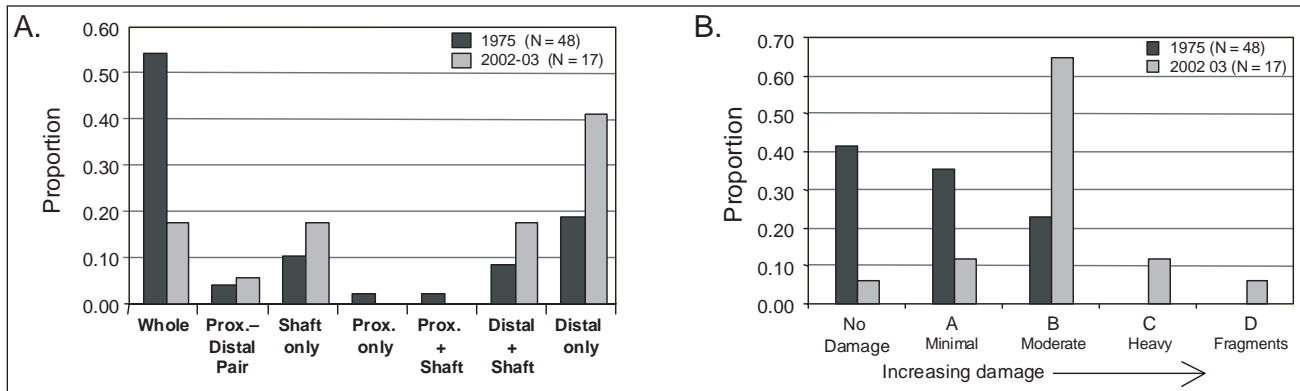 A.
Proportion
0.60
0.50
0.40
0.30
0.20
0.10
0.00
1975 (N = 48)
2002-03 (N = 17)
Whole
Prox.–
Distal
Pair
Shaft
only
Prox.
only
Prox.
+
Shaft
Distal
+
Shaft
Distal
only
B.
Proportion
0.70
0.60
0.50
0.40
0.30
0.20
0.10
0.00
1975 (N = 48)
2002 03 (N = 17)
No
Damage
A
Minimal
B
Moderate
C
Heavy
D
Fragments
Increasing damage